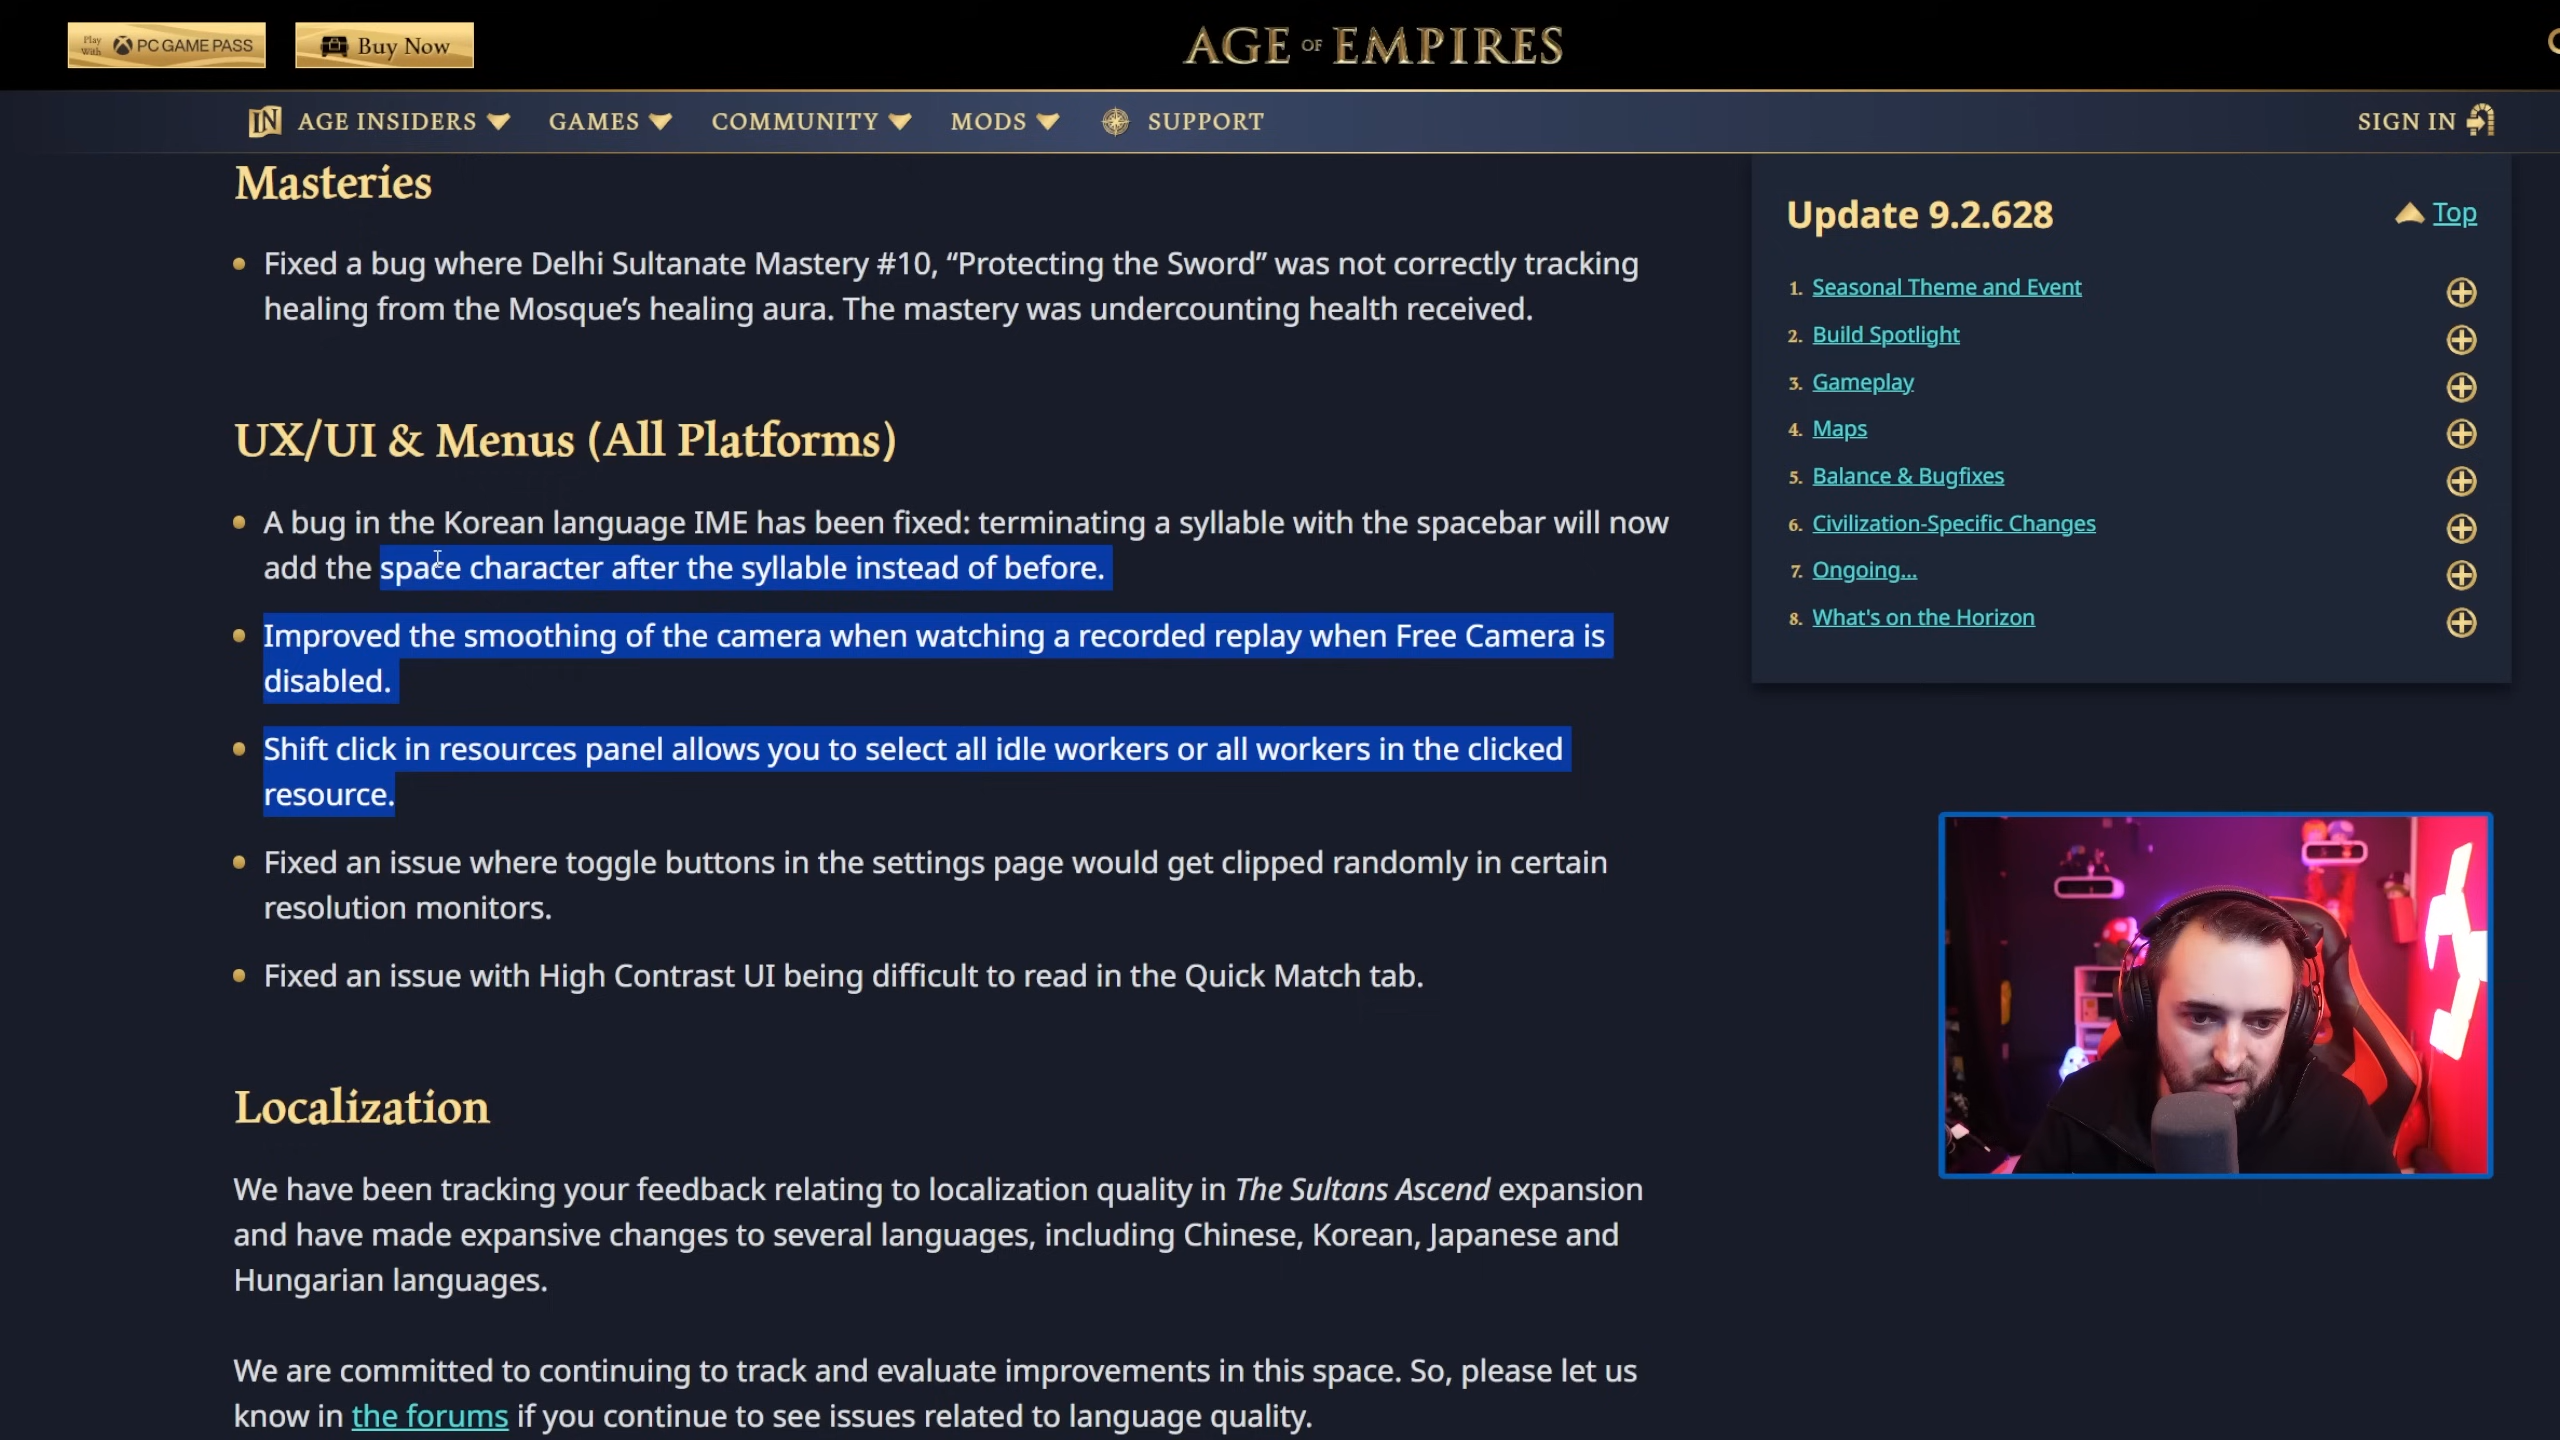 Play With PC GAME PASS
Buy Now
AGE OF EMPIRES
AGE INSIDERS
GAMES
COMMUNITY
MODS
SUPPORT
SIGN IN
Masteries
Fixed a bug where Delhi Sultanate Mastery #10, “Protecting the Sword” was not correctly tracking
healing from the Mosque’s healing aura. The mastery was undercounting health received.
UX/UI & Menus (All Platforms)
A bug in the Korean language IME has been fixed: terminating a syllable with the spacebar will now
add the space character after the syllable instead of before.
Improved the smoothing of the camera when watching a recorded replay when Free Camera is
disabled.
Shift click in resources panel allows you to select all idle workers or all workers in the clicked
resource.
Fixed an issue where toggle buttons in the settings page would get clipped randomly in certain
resolution monitors.
Fixed an issue with High Contrast UI being difficult to read in the Quick Match tab.
Localization
We have been tracking your feedback relating to localization quality in The Sultans Ascend expansion
and have made expansive changes to several languages, including Chinese, Korean, Japanese and
Hungarian languages.
We are committed to continuing to track and evaluate improvements in this space. So, please let us
know in the forums if you continue to see issues related to language quality.
Update 9.2.628
Top
1. Seasonal Theme and Event
2. Build Spotlight
3. Gameplay
4. Maps
5. Balance & Bugfixes
6. Civilization-Specific Changes
7. Ongoing...
8. What's on the Horizon